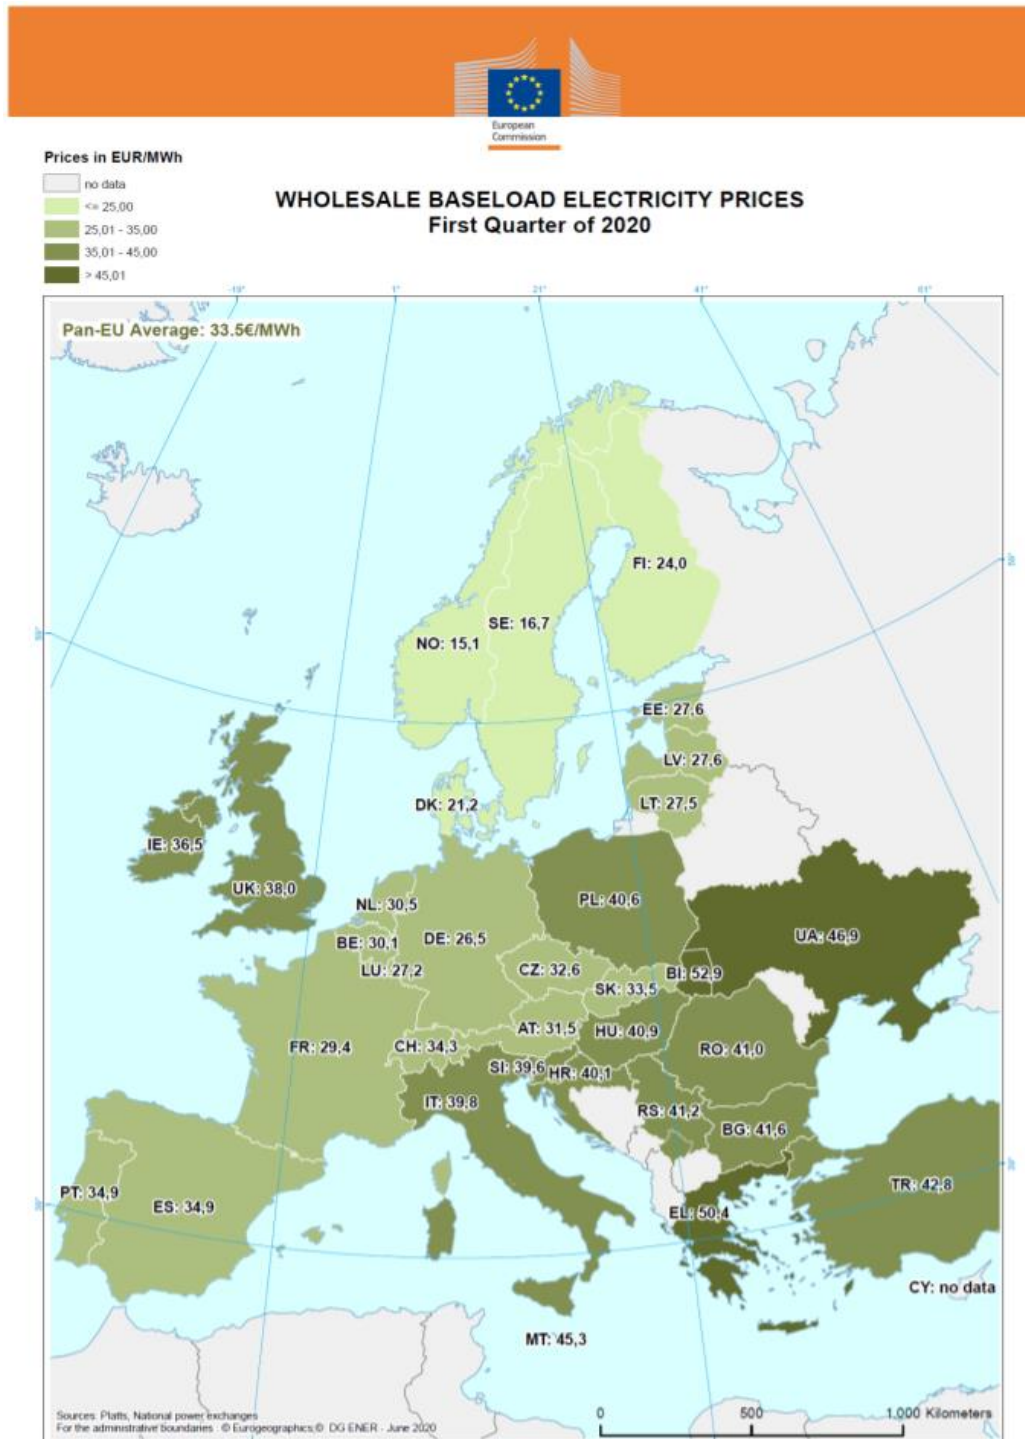 European
Commission
Prices in EUR/MWh
no data
<= 25,00
25,01 - 35,00
35,01 - 45,00
> 45,01
WHOLESALE BASELOAD ELECTRICITY PRICES
First Quarter of 2020
-19° 1° 21° 41° 61°
Pan-EU Average: 33.5€/MWh
FI: 24,0
SE: 16,7
NO: 15,1
EE: 27,6
LV: 27,6
LT: 27,5
DK: 21,2
IE: 36,5
UK: 38,0
NL: 30,5
PL: 40,6
BE: 30,1
DE: 26,5
UA: 46,9
LU: 27,2
CZ: 32,6
BI: 52,9
SK: 33,5
AT: 31,5
HU: 40,9
FR: 29,4
CH: 34,3
RO: 41,0
SI: 39,6
HR: 40,1
IT: 39,8
RS: 41,2
BG: 41,6
PT: 34,9
ES: 34,9
TR: 42,8
EL: 50,4
CY: no data
MT: 45,3
Sources: Platts, National power exchanges
For the administrative boundaries : © Eurogeographics,© DG ENER - June 2020
0 500 1.000 Kilometers